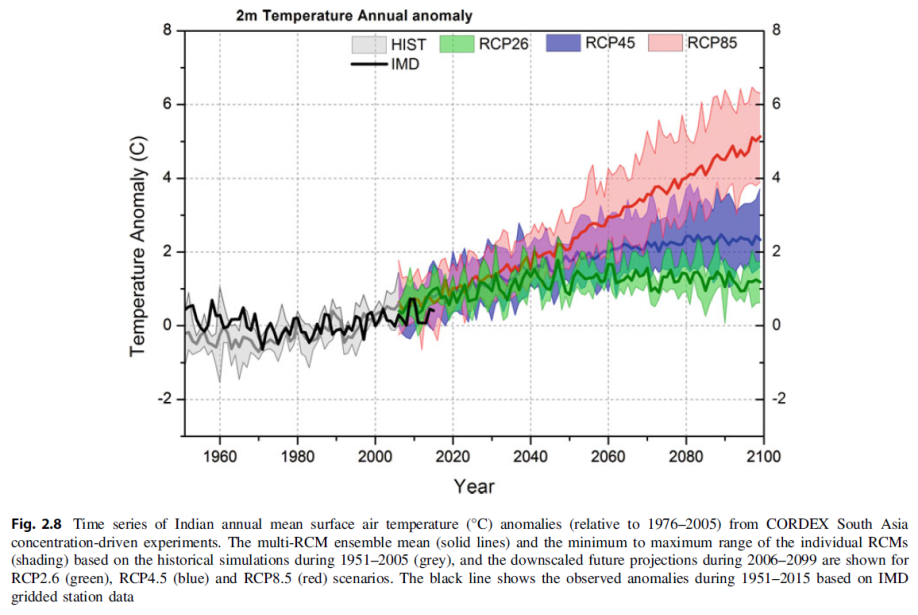 2m Temperature Annual anomaly
8 8
HIST RCP26 RCP45 RCP85
IMD
6 6
4 4
2 2
0 0
-2 -2
Temperature Anomaly (C)
1960 1980 2000 2020 2040 2060 2080 2100
Year
Fig. 2.8 Time series of Indian annual mean surface air temperature (°C) anomalies (relative to 1976–2005) from CORDEX South Asia
concentration-driven experiments. The multi-RCM ensemble mean (solid lines) and the minimum to maximum range of the individual RCMs
(shading) based on the historical simulations during 1951–2005 (grey), and the downscaled future projections during 2006–2099 are shown for
RCP2.6 (green), RCP4.5 (blue) and RCP8.5 (red) scenarios. The black line shows the observed anomalies during 1951–2015 based on IMD
gridded station data